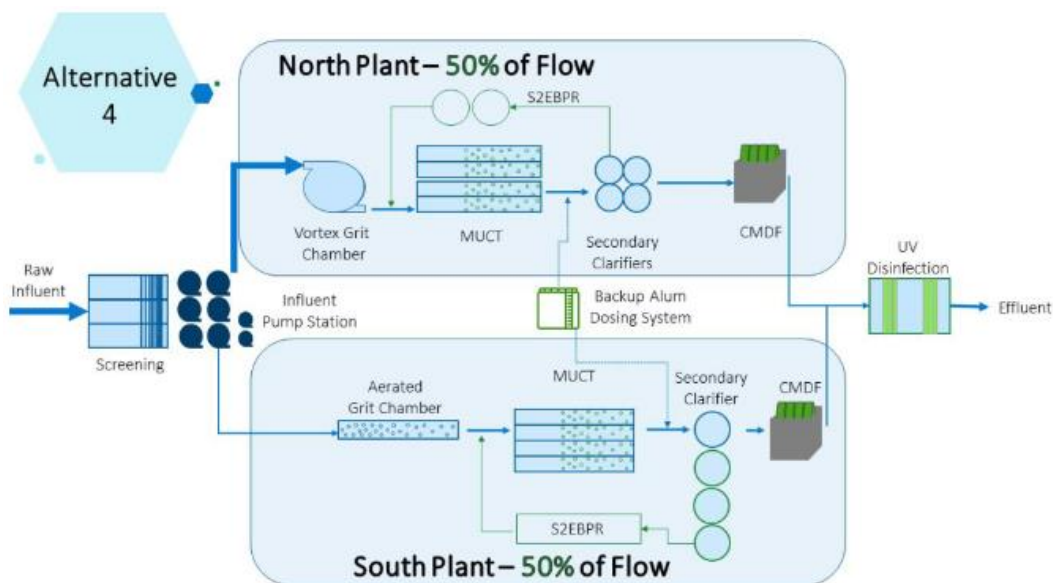 Alternative
4
North Plant – 50% of Flow
S2EBPR
Vortex Grit
Chamber
MUCT
Secondary
Clarifiers
CMDF
Raw
Influent
Screening
Influent
Pump Station
Backup Alum
Dosing System
UV
Disinfection
Effluent
Aerated
Grit Chamber
MUCT
Secondary
Clarifier
CMDF
S2EBPR
South Plant – 50% of Flow